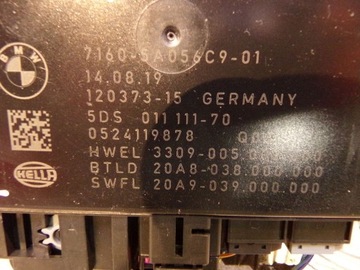 BMW
7160-5A056C9-01
14.08.19
120373-15 GERMANY
5DS 011 111-70
0524119878
HWEL 3309-005.
BTLD 20A8-038.000.000
SWFL 20A9-039.000.000
HELLA